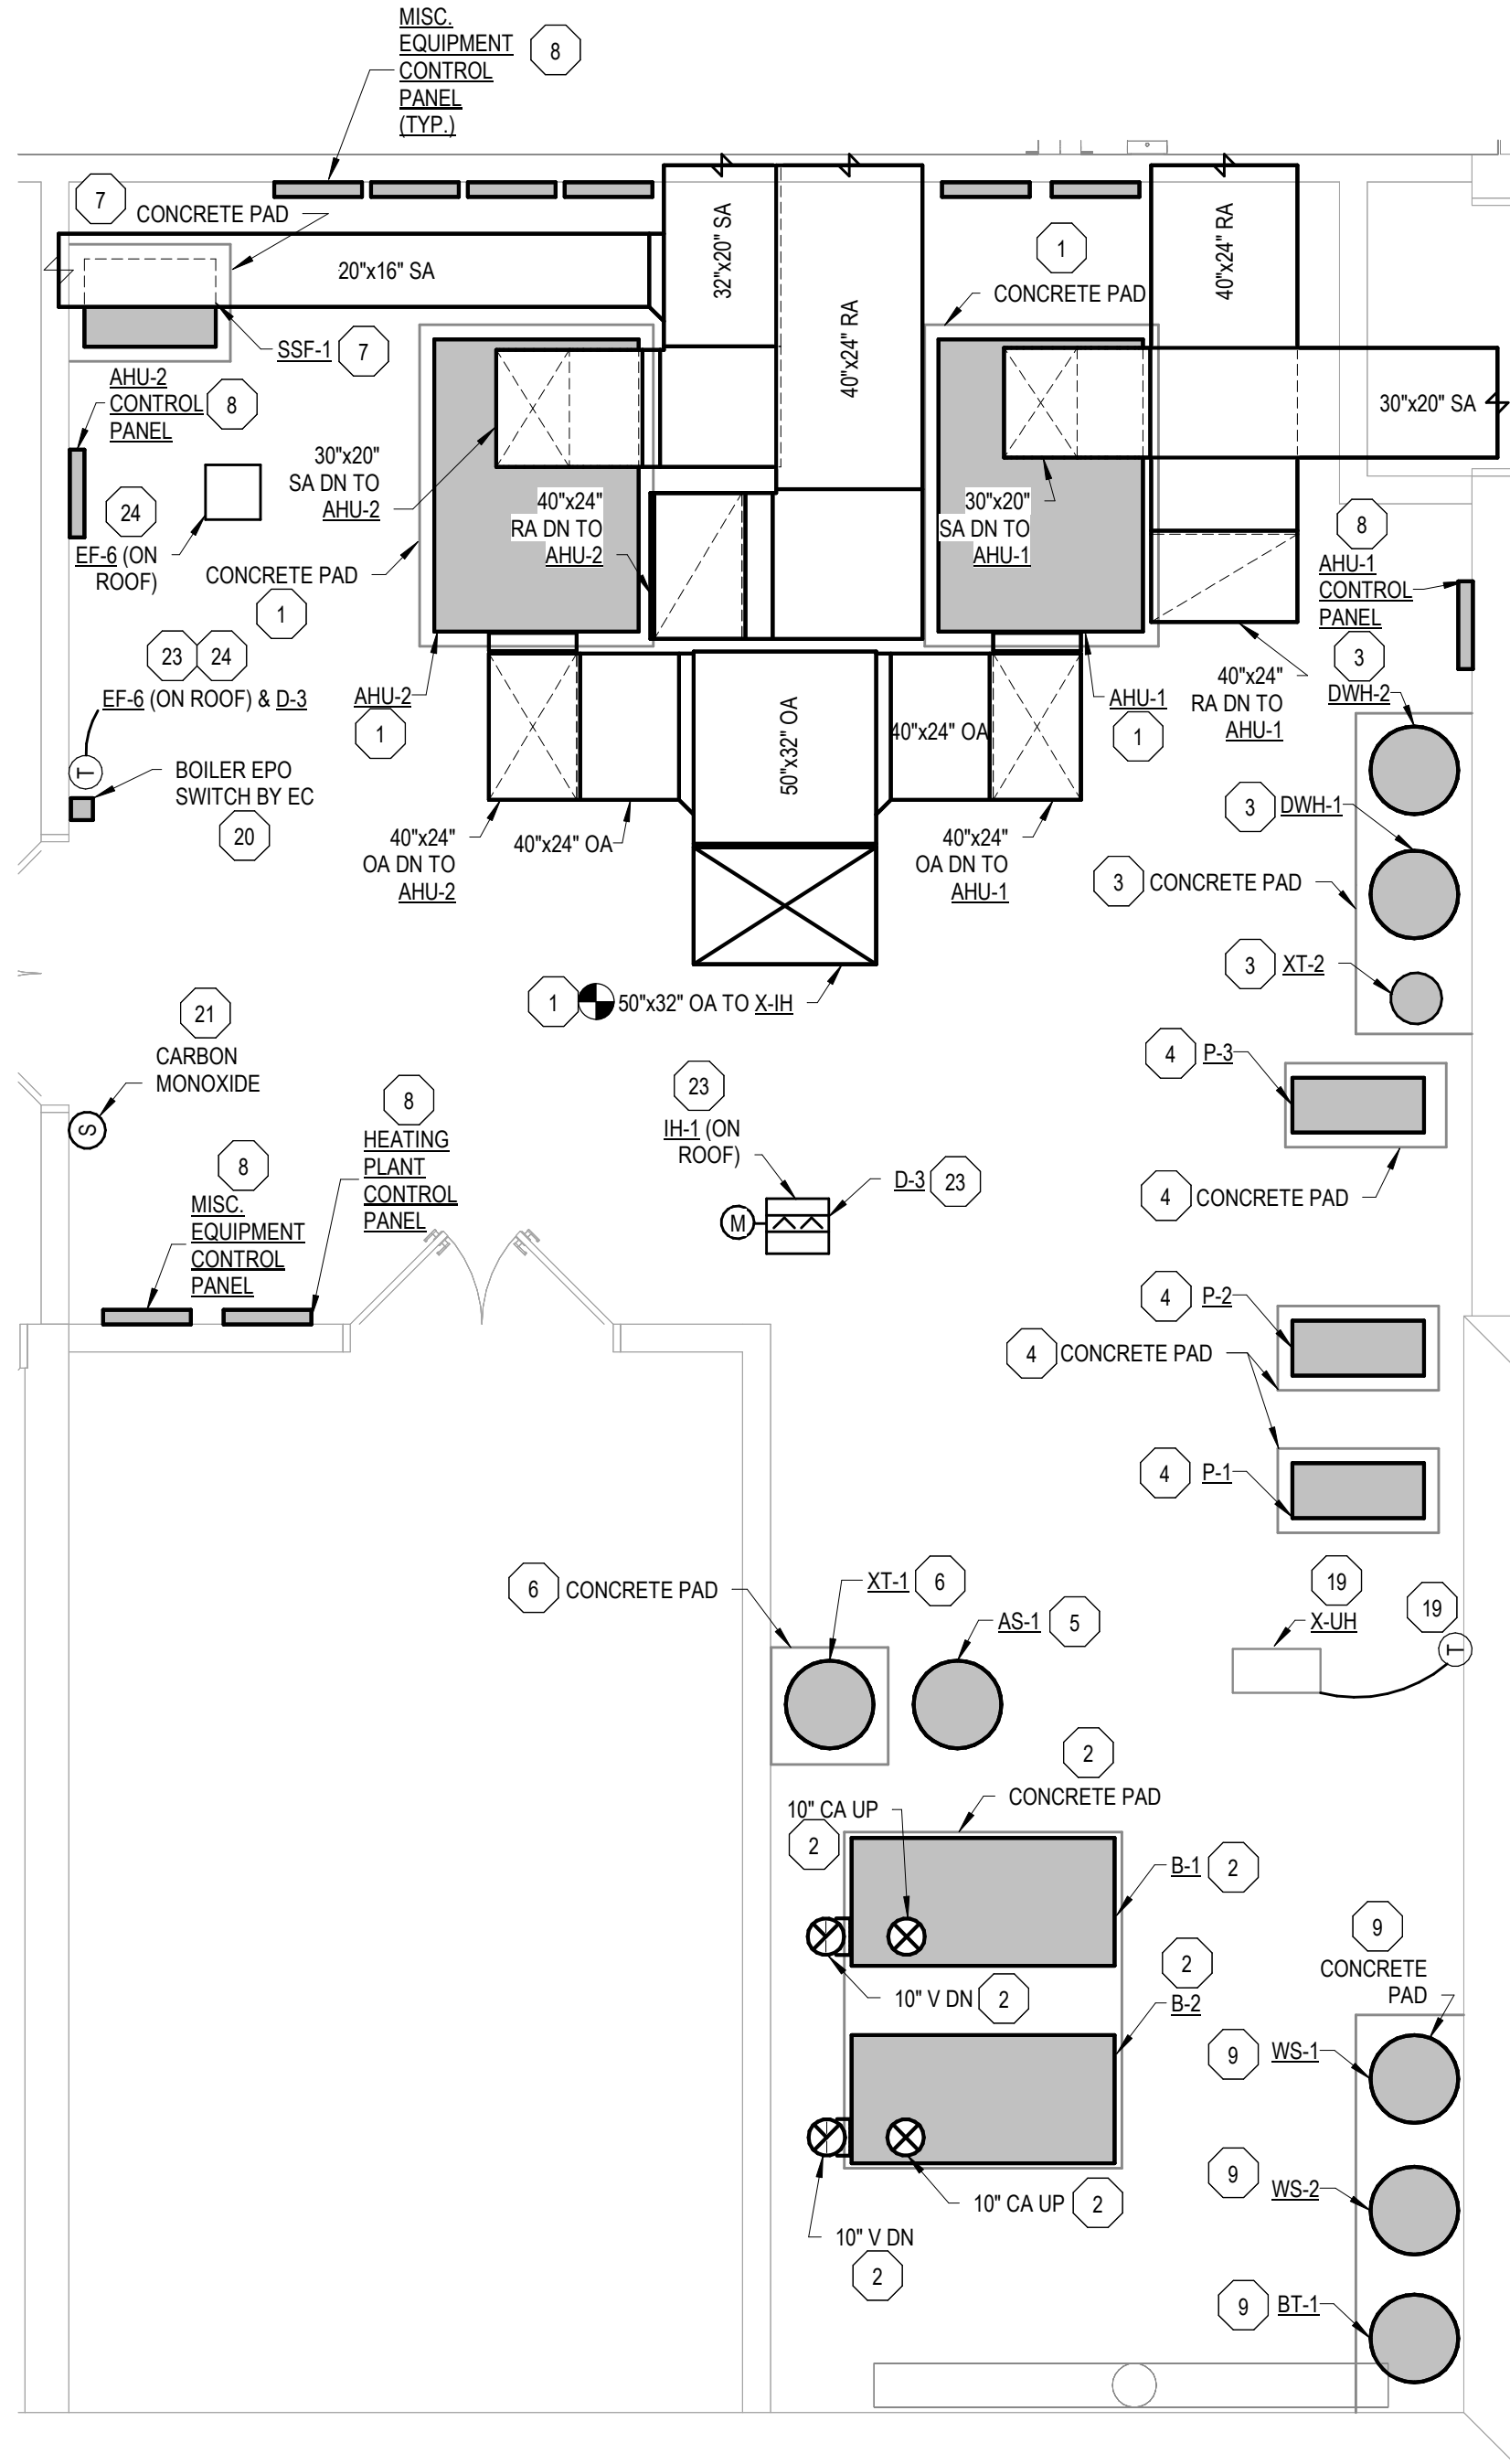 MISC.
EQUIPMENT
CONTROL
PANEL
(TYP.)
8
7
CONCRETE PAD
20"x16" SA
32"x20" SA
40"x24" RA
1
CONCRETE PAD
40"x24" RA
30"x20" SA
SSF-1
7
AHU-2
CONTROL
PANEL
8
30"x20"
SA DN TO
AHU-2
40"x24"
RA DN TO
AHU-2
30"x20"
SA DN TO
AHU-1
24
EF-6 (ON
ROOF)
CONCRETE PAD
1
8
AHU-1
CONTROL
PANEL
23
24
EF-6 (ON ROOF) & D-3
T
BOILER EPO
SWITCH BY EC
20
AHU-2
1
50"x32" OA
40"x24" OA
AHU-1
1
40"x24"
RA DN TO
AHU-1
3
DWH-2
40"x24"
OA DN TO
AHU-2
40"x24" OA
40"x24"
OA DN TO
AHU-1
3
DWH-1
3
CONCRETE PAD
3
XT-2
1
50"x32" OA TO X-IH
21
CARBON
MONOXIDE
S
8
HEATING
PLANT
CONTROL
PANEL
8
MISC.
EQUIPMENT
CONTROL
PANEL
23
IH-1 (ON
ROOF)
D-3
23
M
4
P-3
4
CONCRETE PAD
4
P-2
4
CONCRETE PAD
4
P-1
6
CONCRETE PAD
XT-1
6
AS-1
5
19
X-UH
19
T
2
CONCRETE PAD
10" CA UP
2
B-1
2
10" V DN
2
2
B-2
9
CONCRETE
PAD
9
WS-1
9
WS-2
10" CA UP
2
10" V DN
2
9
BT-1